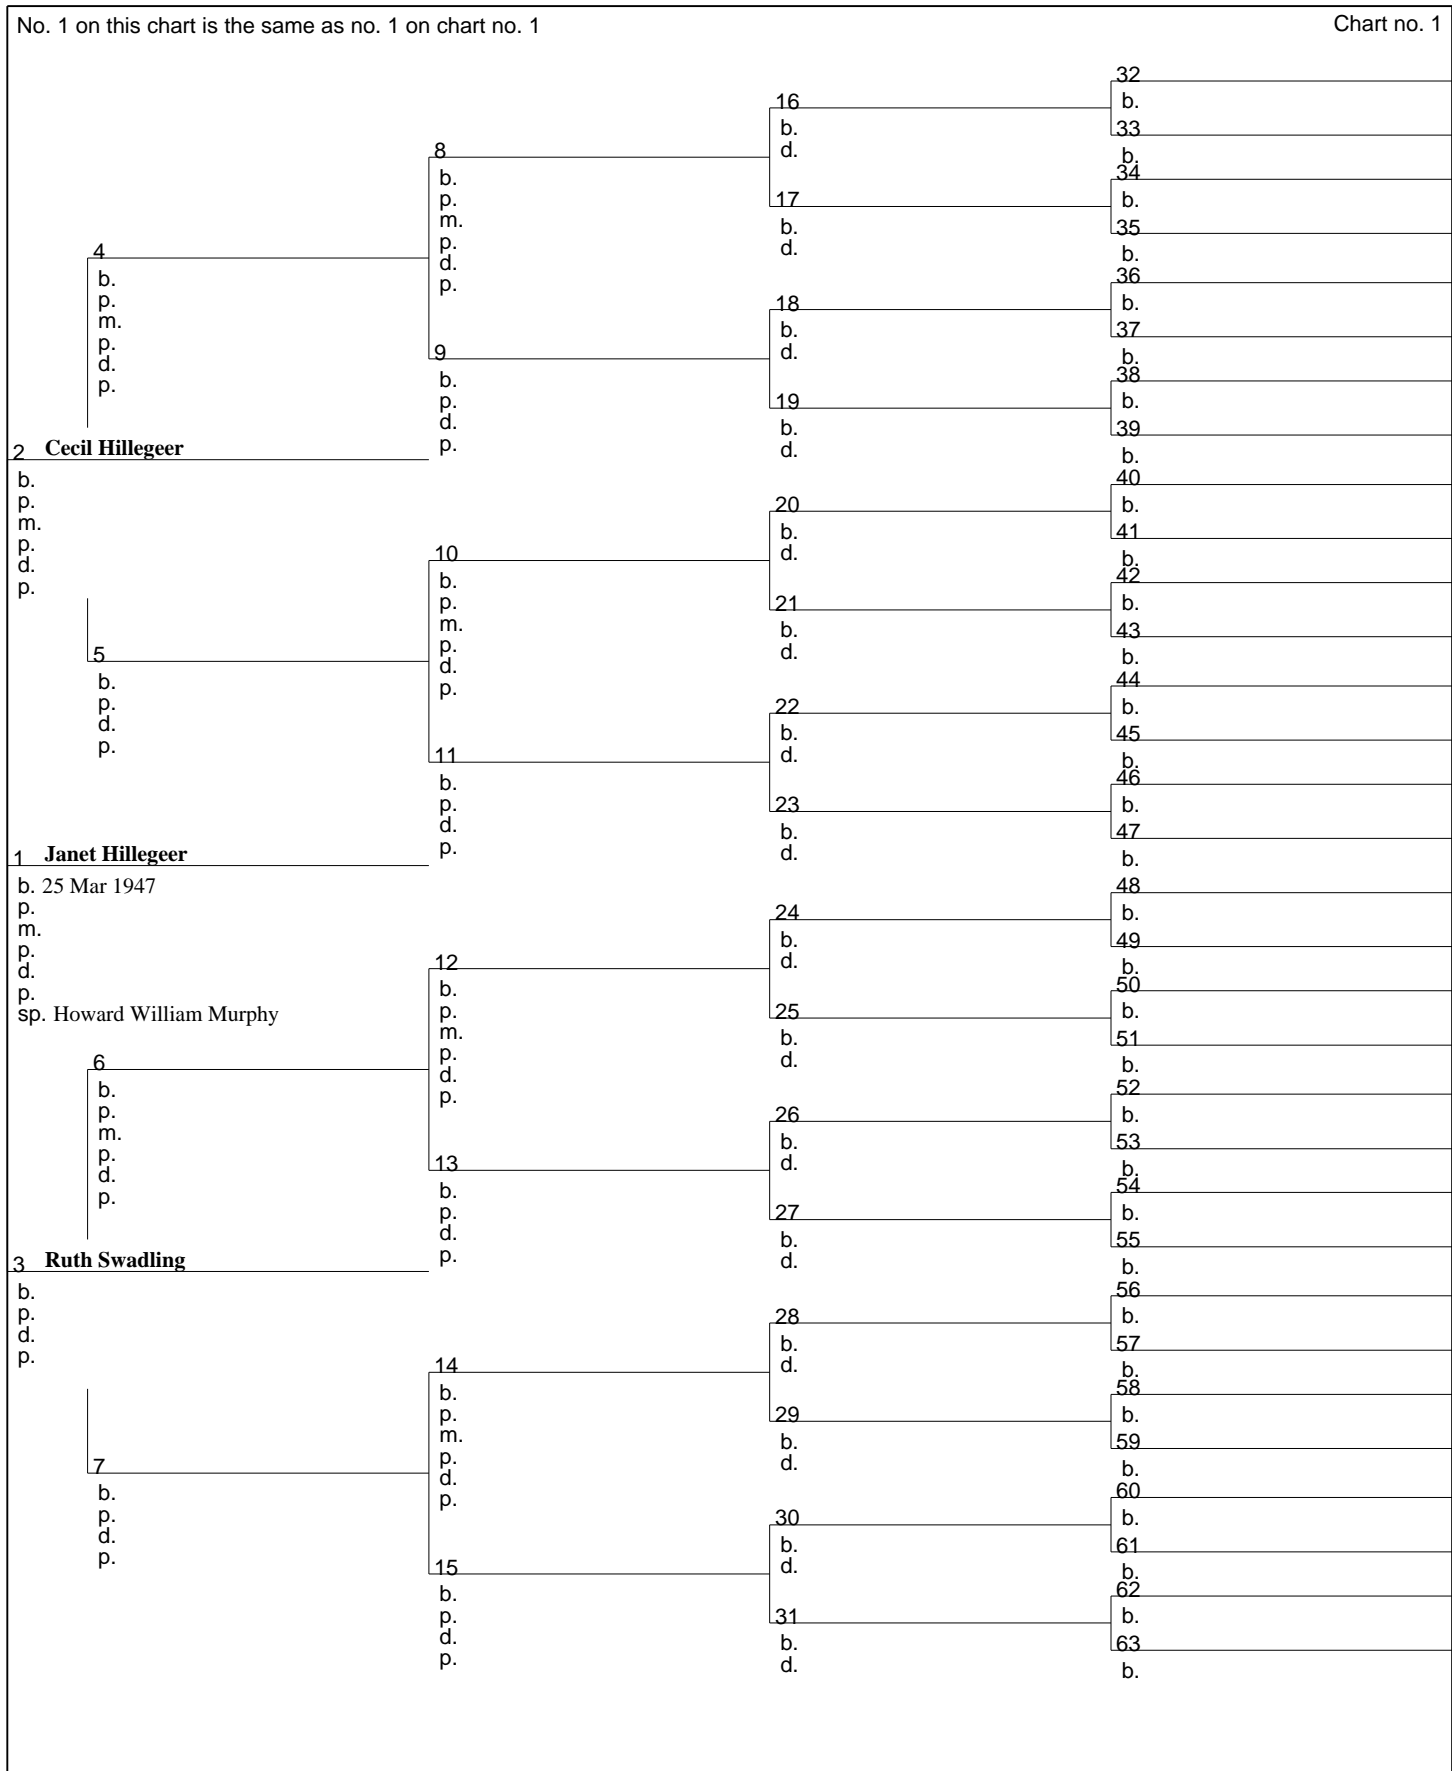 No. 1 on this chart is the same as no. 1 on chart no. 1
Chart no. 1
4
b.
p.
m.
p.
d.
p.
2 Cecil Hillegeer
b.
p.
m.
p.
d.
p.
5
b.
p.
d.
p.
1 Janet Hillegeer
b. 25 Mar 1947
p.
m.
p.
d.
p.
sp. Howard William Murphy
6
b.
p.
m.
p.
d.
p.
3 Ruth Swadling
b.
p.
d.
p.
7
b.
p.
d.
p.
8
b.
p.
m.
p.
d.
p.
9
b.
p.
d.
p.
10
b.
p.
m.
p.
d.
p.
11
b.
p.
d.
p.
12
b.
p.
m.
p.
d.
p.
13
b.
p.
d.
p.
14
b.
p.
m.
p.
d.
p.
15
b.
p.
d.
p.
16
b.
d.
17
b.
d.
18
b.
d.
19
b.
d.
20
b.
d.
21
b.
d.
22
b.
d.
23
b.
d.
24
b.
d.
25
b.
d.
26
b.
d.
27
b.
d.
28
b.
d.
29
b.
d.
30
b.
d.
31
b.
d.
32
b.
33
b.
34
b.
35
b.
36
b.
37
b.
38
b.
39
b.
40
b.
41
b.
42
b.
43
b.
44
b.
45
b.
46
b.
47
b.
48
b.
49
b.
50
b.
51
b.
52
b.
53
b.
54
b.
55
b.
56
b.
57
b.
58
b.
59
b.
60
b.
61
b.
62
b.
63
b.